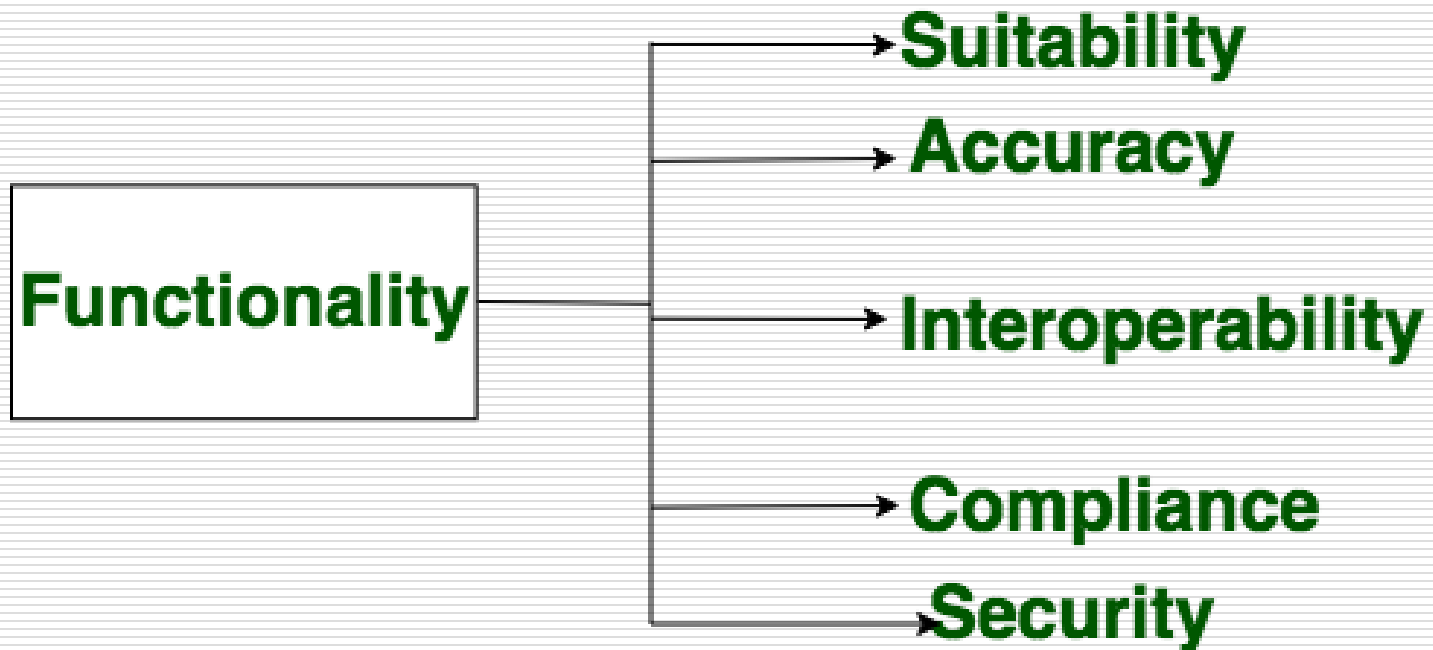 Suitability
Accuracy
Functionality
Interoperability
Compliance
Security